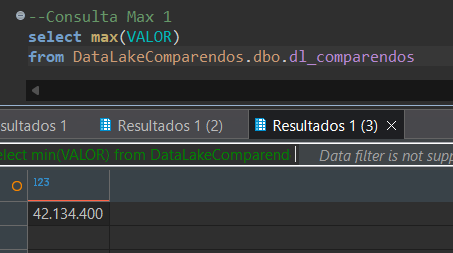 --Consulta Max 1
select max(VALOR)
from DataLakeComparendos.dbo.dl_comparendos
sultados 1 Resultados 1 (2) Resultados 1 (3)
elect min(VALOR) from DataLakeComparend Data filter is not supp
123
42.134.400